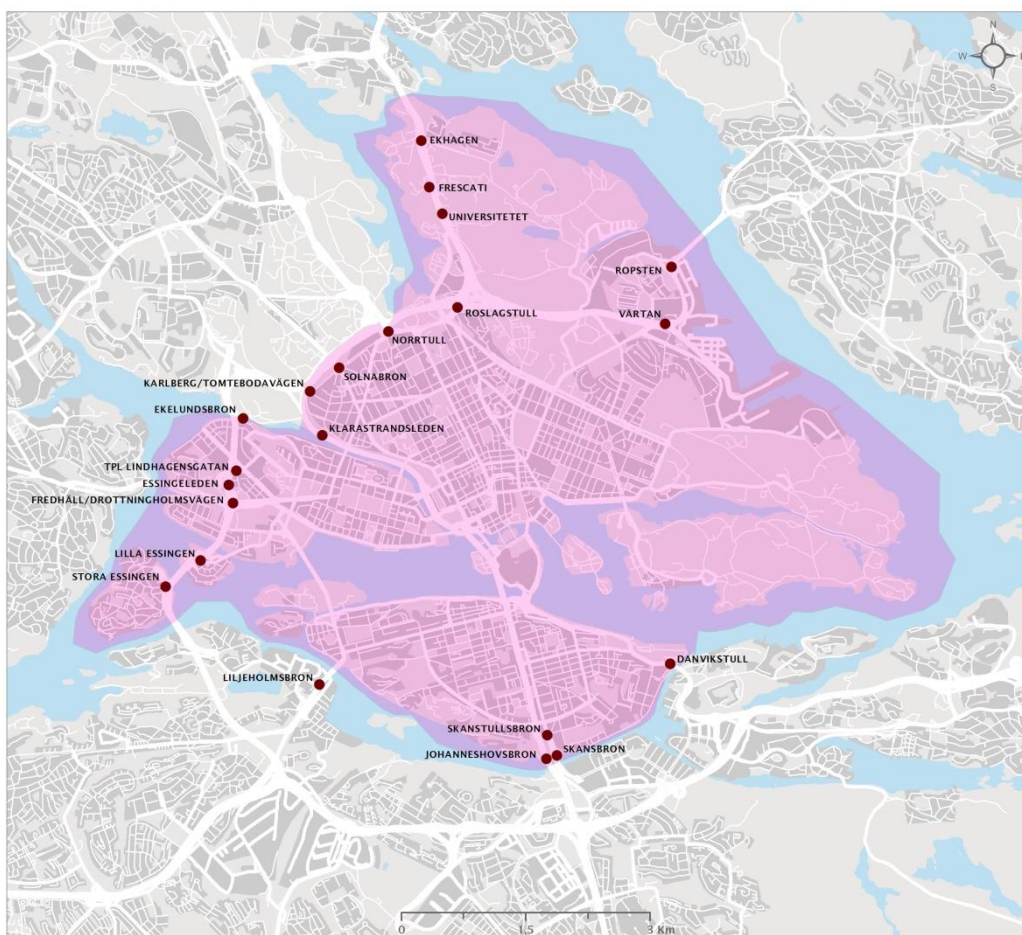 N
W
S
EKHAGEN
FRESCATI
UNIVERSITETET
ROPSTEN
VÄRTAN
ROSLAGSTULL
NORRTULL
SOLNABRON
KARLBERG/TOMTEBODAVÄGEN
EKELUNDSBRON
KLARASTRANDSLEDEN
TPL LINDHAGENSGATAN
ESSINGELEDEN
FREDHÄLL/DROTTNINGHOLMSVÄGEN
LILLA ESSINGEN
STORA ESSINGEN
DANVIKSTULL
LILJEHOLMSBRON
SKANSTULLSBRON
JOHANNESHOVSBRON
SKANSBRON
0 1,5 3 Km